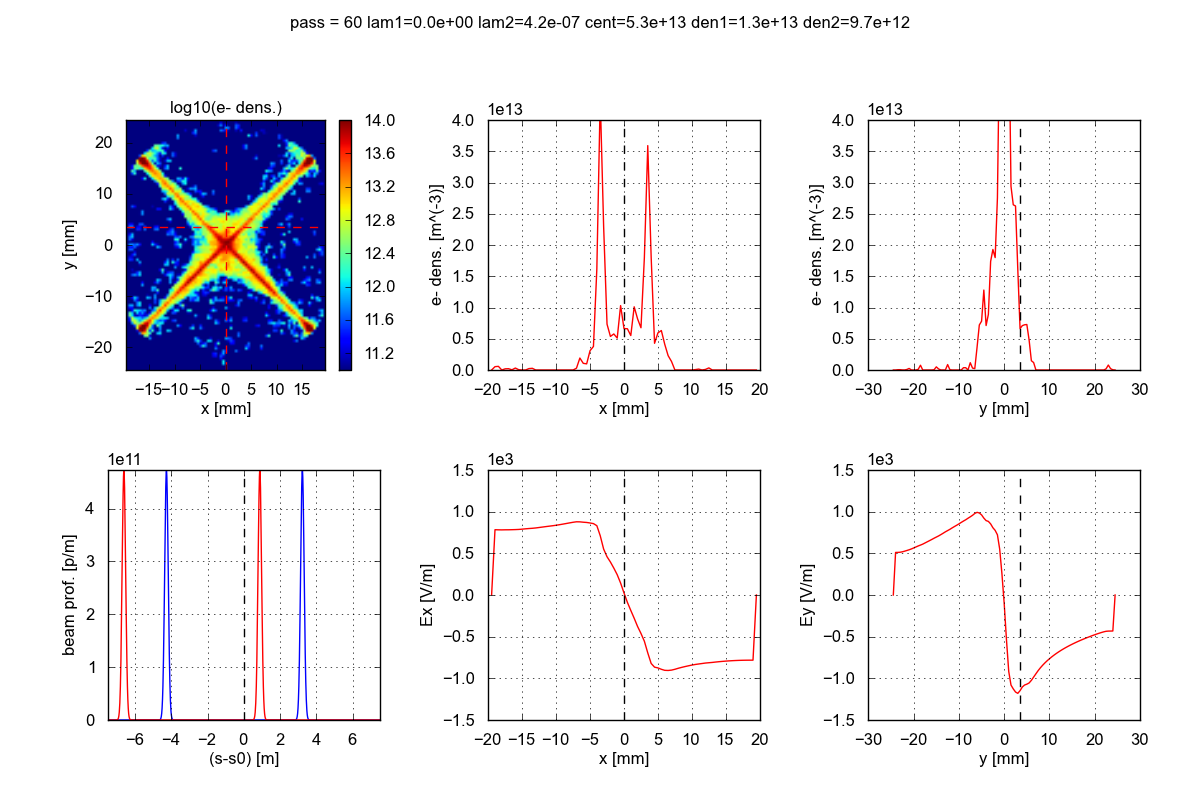 pass = 60 lam1=0.0e+00 lam2=4.2e-07 cent=5.3e+13 den1=1.3e+13 den2=9.7e+12
log10(e- dens.)
20
10
0
−10
−20
y [mm]
−15−10−5 0 5 10 15
x [mm]
14.0
13.6
13.2
12.8
12.4
12.0
11.6
11.2
1e13
4.0
3.5
3.0
2.5
2.0
1.5
1.0
0.5
0.0
e- dens. [m^(-3)]
−20 −15 −10 −5 0 5 10 15 20
x [mm]
1e13
4.0
3.5
3.0
2.5
2.0
1.5
1.0
0.5
0.0
e- dens. [m^(-3)]
−30 −20 −10 0 10 20 30
y [mm]
1e11
4
3
2
1
0
beam prof. [p/m]
−6 −4 −2 0 2 4 6
(s-s0) [m]
1e3
1.5
1.0
0.5
0.0
−0.5
−1.0
−1.5
Ex [V/m]
−20 −15 −10 −5 0 5 10 15 20
x [mm]
1e3
1.5
1.0
0.5
0.0
−0.5
−1.0
−1.5
Ey [V/m]
−30 −20 −10 0 10 20 30
y [mm]